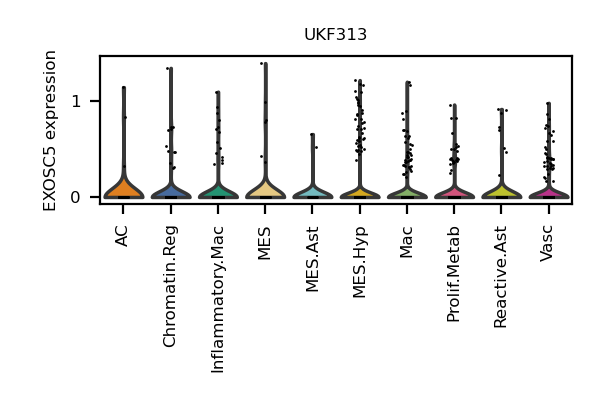 UKF313
EXOSC5 expression
1
0
AC
Chromatin.Reg
Inflammatory.Mac
MES
MES.Ast
MES.Hyp
Mac
Prolif.Metab
Reactive.Ast
Vasc